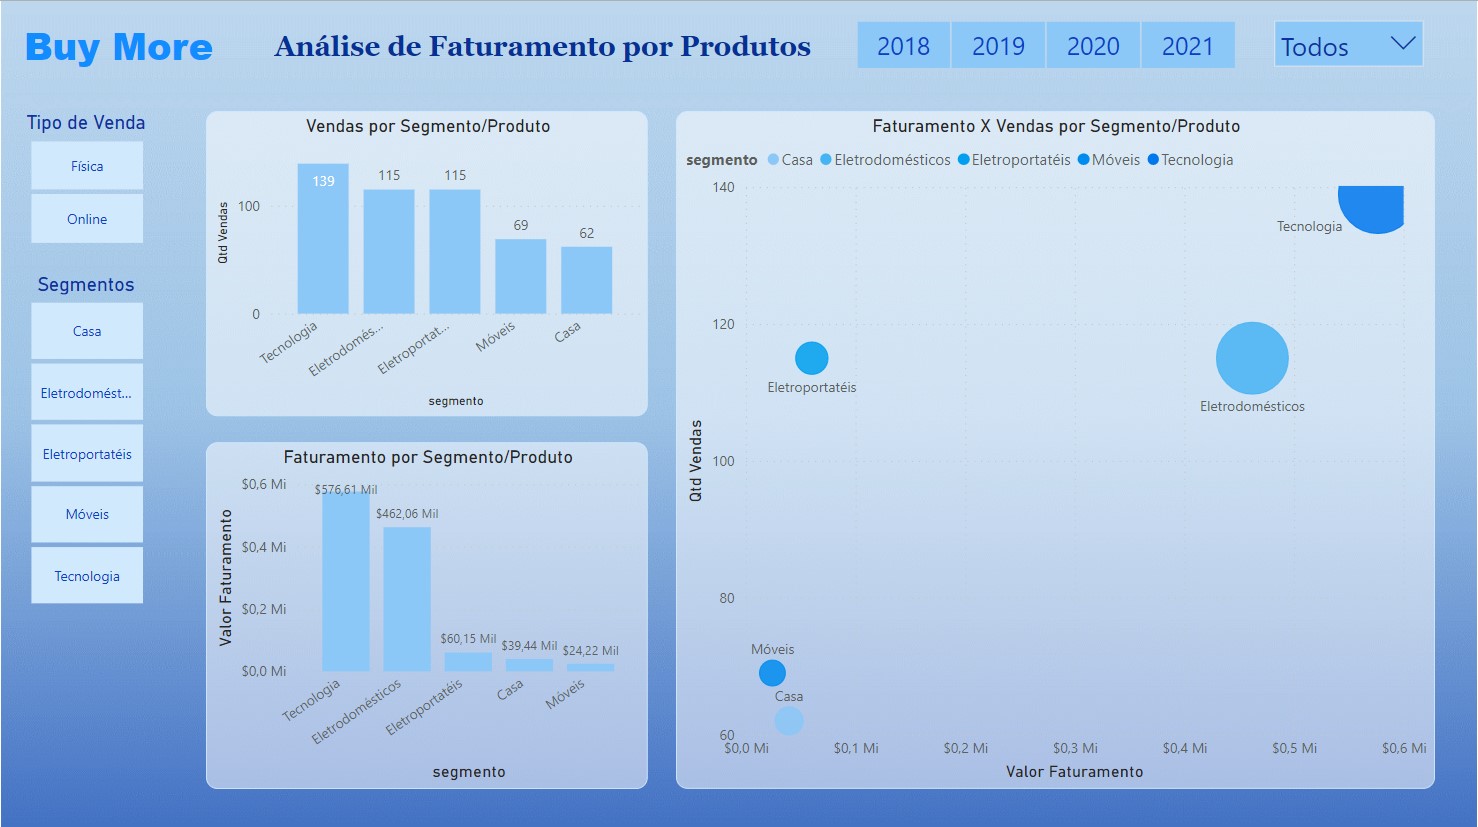 Buy More
Análise de Faturamento por Produtos
2018 2019 2020 2021
Todos
Tipo de Venda
Física
Online
Segmentos
Casa
Eletrodomést...
Eletroportatéis
Móveis
Tecnologia
Vendas por Segmento/Produto
Qtd Vendas
100
0
139
115
115
69
62
Tecnologia
Eletrodomés...
Eletroportat...
Móveis
Casa
segmento
Faturamento por Segmento/Produto
Valor Faturamento
$0,6 Mi
$0,4 Mi
$0,2 Mi
$0,0 Mi
$576,61 Mil
$462,06 Mil
$60,15 Mil
$39,44 Mil
$24,22 Mil
Tecnologia
Eletrodomésticos
Eletroportatéis
Casa
Móveis
segmento
Faturamento X Vendas por Segmento/Produto
segmento Casa Eletrodomésticos Eletroportatéis Móveis Tecnologia
Qtd Vendas
140
120
100
80
60
Tecnologia
Eletroportatéis
Eletrodomésticos
Móveis
Casa
$0,0 Mi $0,1 Mi $0,2 Mi $0,3 Mi $0,4 Mi $0,5 Mi $0,6 Mi
Valor Faturamento